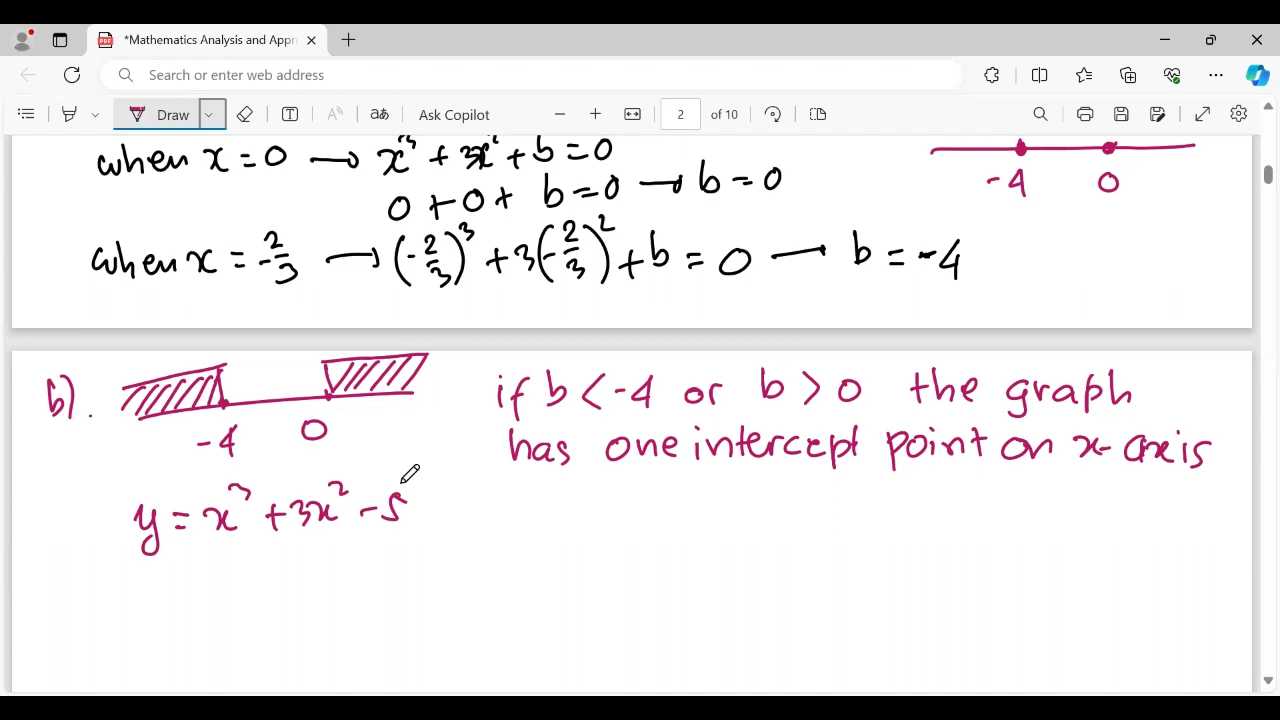 *Mathematics Analysis and Appr
Search or enter web address
Draw
aあ
Ask Copilot
2 of 10
when x = 0 → x³ + 3x² + b = 0
0 + 0 + b = 0 → b = 0
-4 0
when x = -2/3 → (-2/3)³ + 3(-2/3)² + b = 0 → b = -4
b).
-4 0
if b < -4 or b > 0 the graph
has one intercept point on x-axis
y = x³ + 3x² - 5